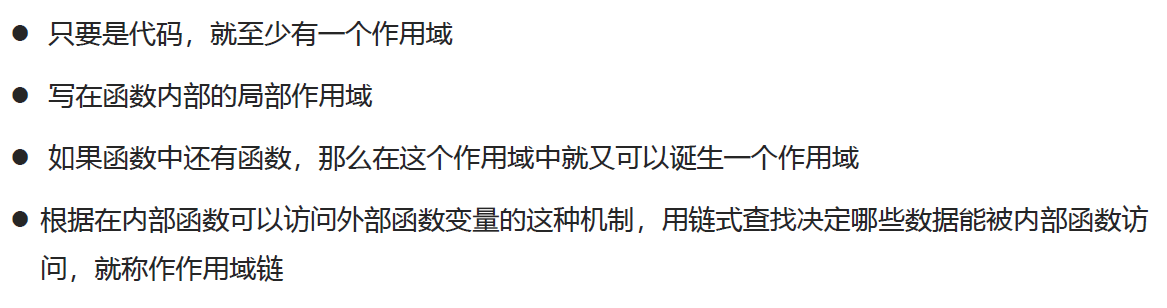 ● 只要是代码，就至少有一个作用域
● 写在函数内部的局部作用域
● 如果函数中还有函数，那么在这个作用域中就又可以诞生一个作用域
● 根据在内部函数可以访问外部函数变量的这种机制，用链式查找决定哪些数据能被内部函数访
问，就称作作用域链